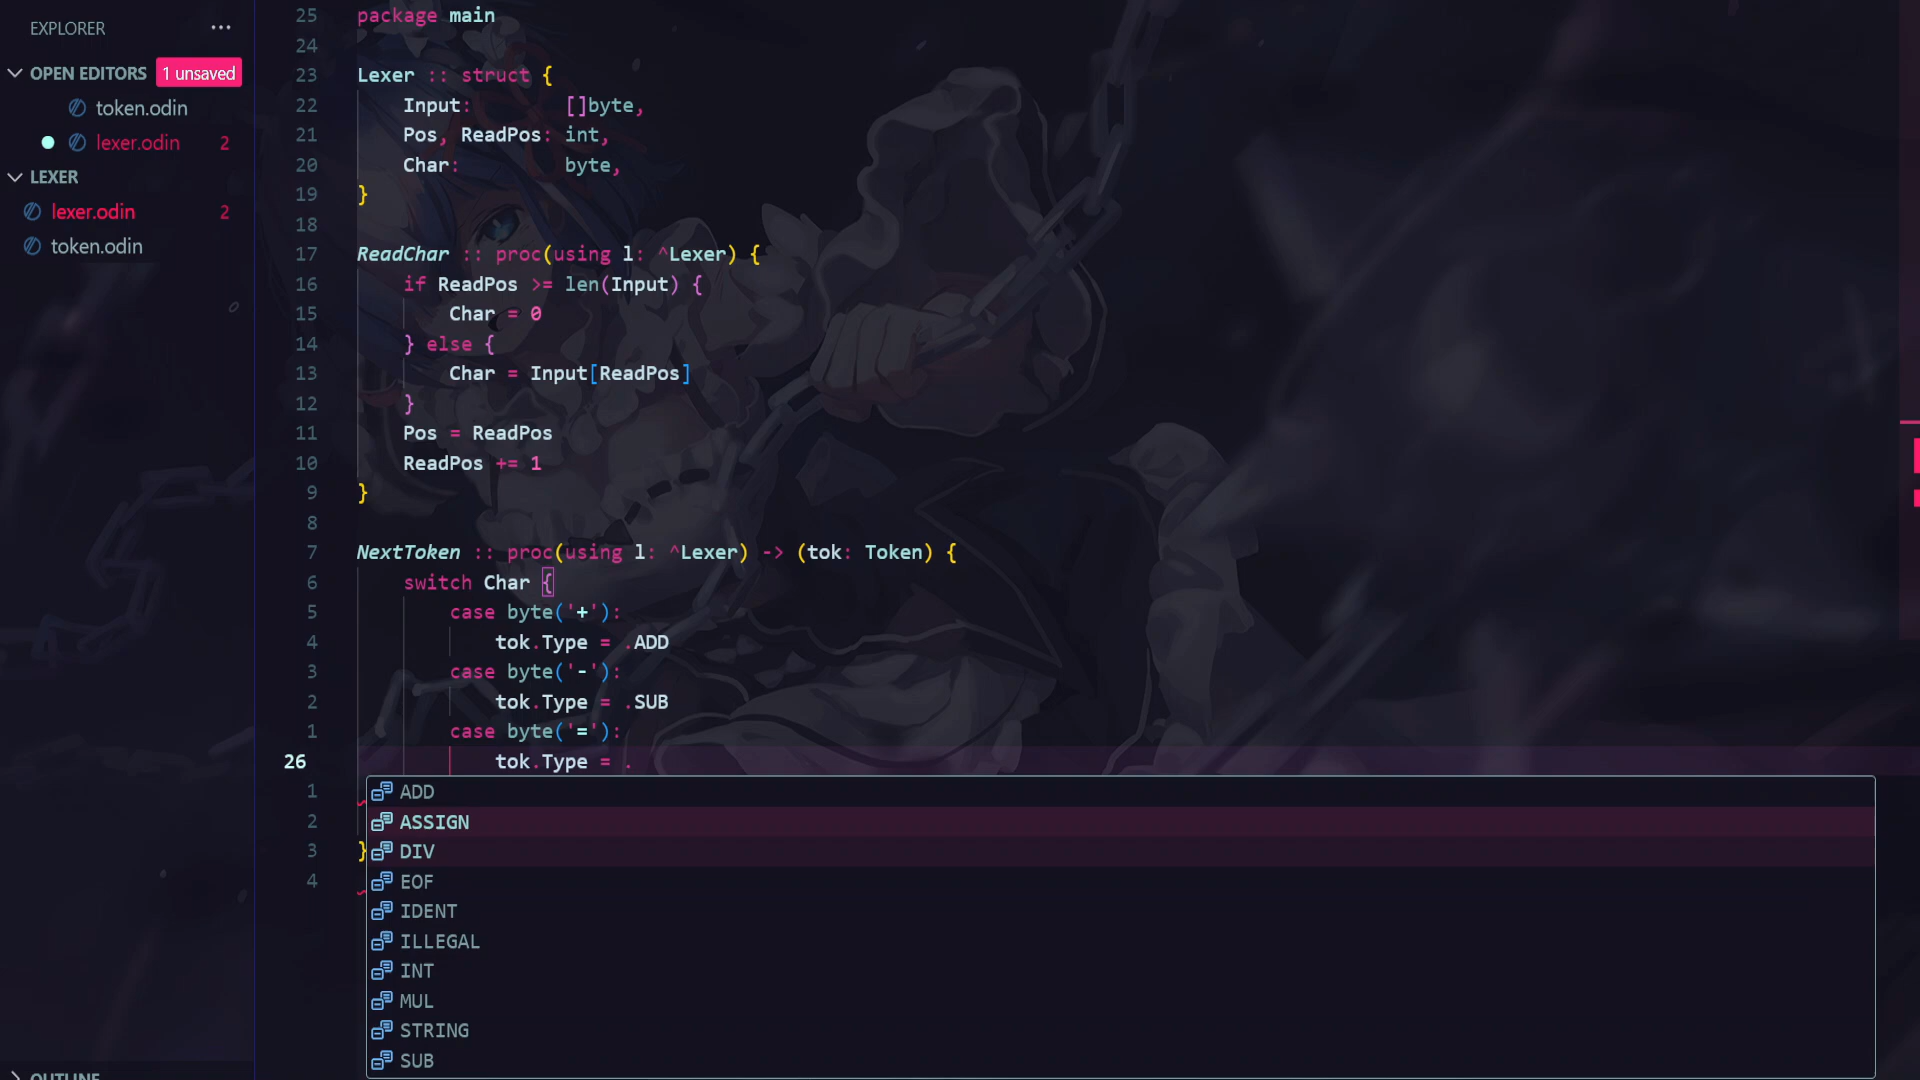 EXPLORER ...
OPEN EDITORS 1 unsaved
token.odin
lexer.odin 2
LEXER
lexer.odin 2
token.odin
OUTLINE
25 package main
24
23 Lexer :: struct {
22 Input: []byte,
21 Pos, ReadPos: int,
20 Char: byte,
19 }
18
17 ReadChar :: proc(using l: ^Lexer) {
16 if ReadPos >= len(Input) {
15 Char = 0
14 } else {
13 Char = Input[ReadPos]
12 }
11 Pos = ReadPos
10 ReadPos += 1
9 }
8
7 NextToken :: proc(using l: ^Lexer) -> (tok: Token) {
6 switch Char {
5 case byte('+'):
4 tok.Type = .ADD
3 case byte('-'):
2 tok.Type = .SUB
1 case byte('='):
26 tok.Type = .
1 ADD
2 ASSIGN
3 } DIV
4 EOF
IDENT
ILLEGAL
INT
MUL
STRING
SUB